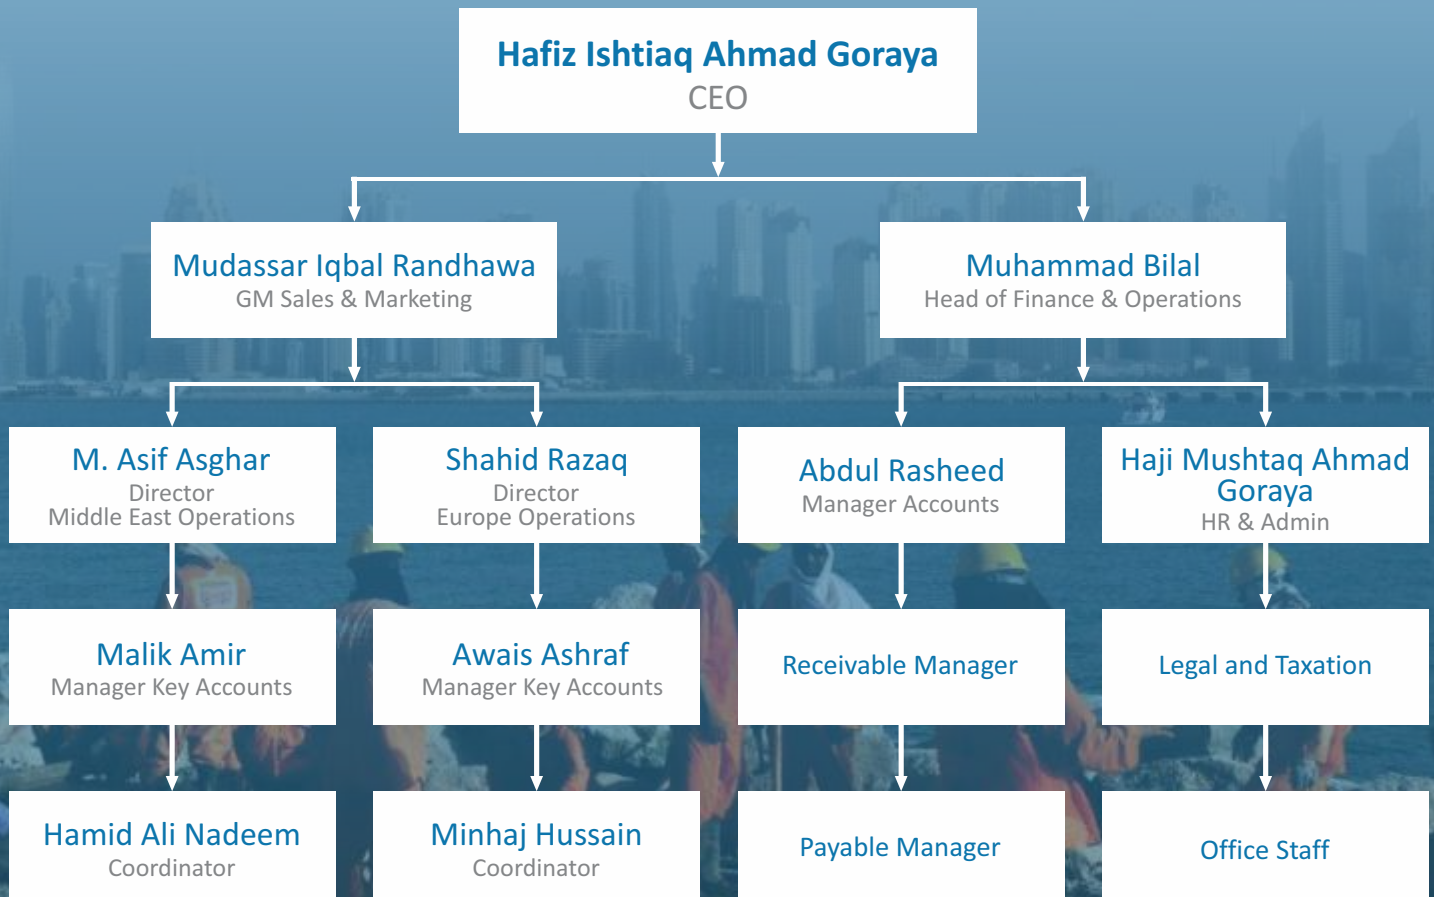 Hafiz Ishtiaq Ahmad Goraya
CEO
Mudassar Iqbal Randhawa
GM Sales & Marketing
Muhammad Bilal
Head of Finance & Operations
M. Asif Asghar
Director
Middle East Operations
Shahid Razaq
Director
Europe Operations
Abdul Rasheed
Manager Accounts
Haji Mushtaq Ahmad
Goraya
HR & Admin
Malik Amir
Manager Key Accounts
Awais Ashraf
Manager Key Accounts
Receivable Manager
Legal and Taxation
Hamid Ali Nadeem
Coordinator
Minhaj Hussain
Coordinator
Payable Manager
Office Staff